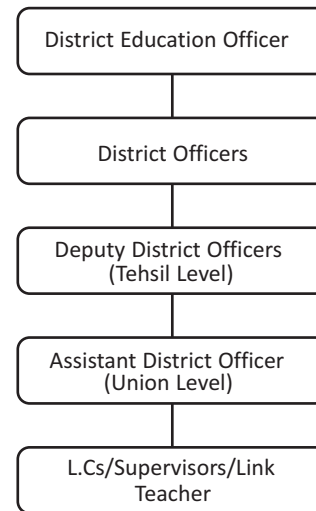 District Education Officer
District Officers
Deputy District Officers
(Tehsil Level)
Assistant District Officer
(Union Level)
L.Cs/Supervisors/Link
Teacher